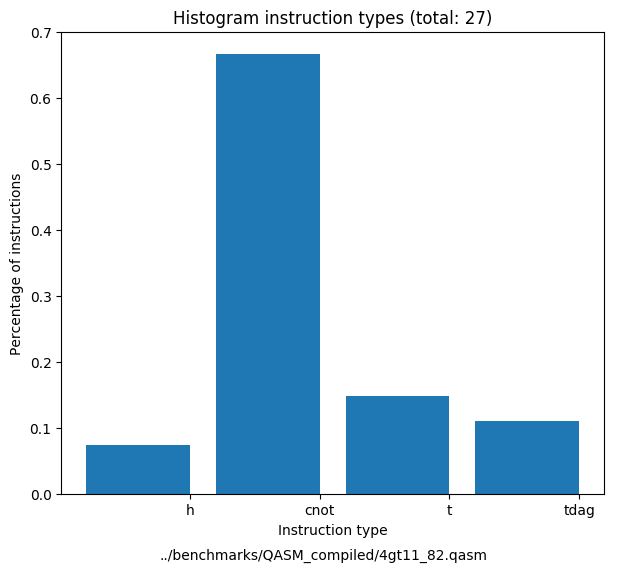 Histogram instruction types (total: 27)
Percentage of instructions
0.7
0.6
0.5
0.4
0.3
0.2
0.1
0.0
h cnot t tdag
Instruction type
../benchmarks/QASM_compiled/4gt11_82.qasm